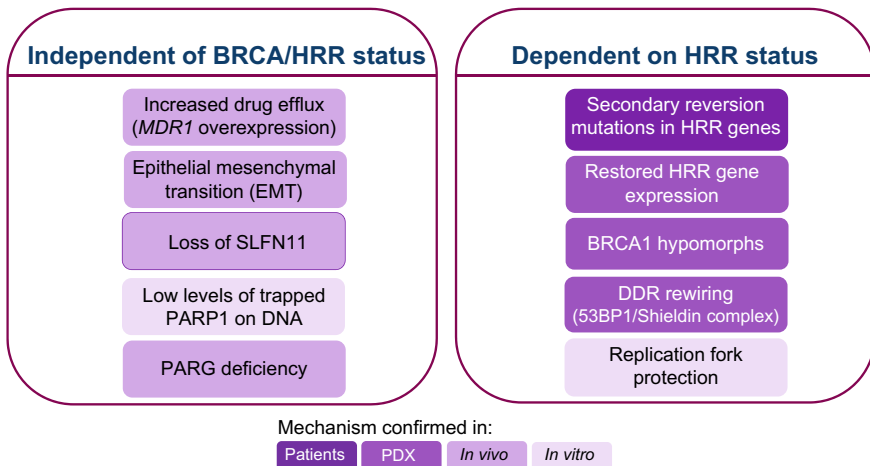 Independent of BRCA/HRR status
Increased drug efflux
(MDR1 overexpression)
Epithelial mesenchymal
transition (EMT)
Loss of SLFN11
Low levels of trapped
PARP1 on DNA
PARG deficiency
Dependent on HRR status
Secondary reversion
mutations in HRR genes
Restored HRR gene
expression
BRCA1 hypomorphs
DDR rewiring
(53BP1/Shieldin complex)
Replication fork
protection
Mechanism confirmed in:
Patients PDX In vivo In vitro